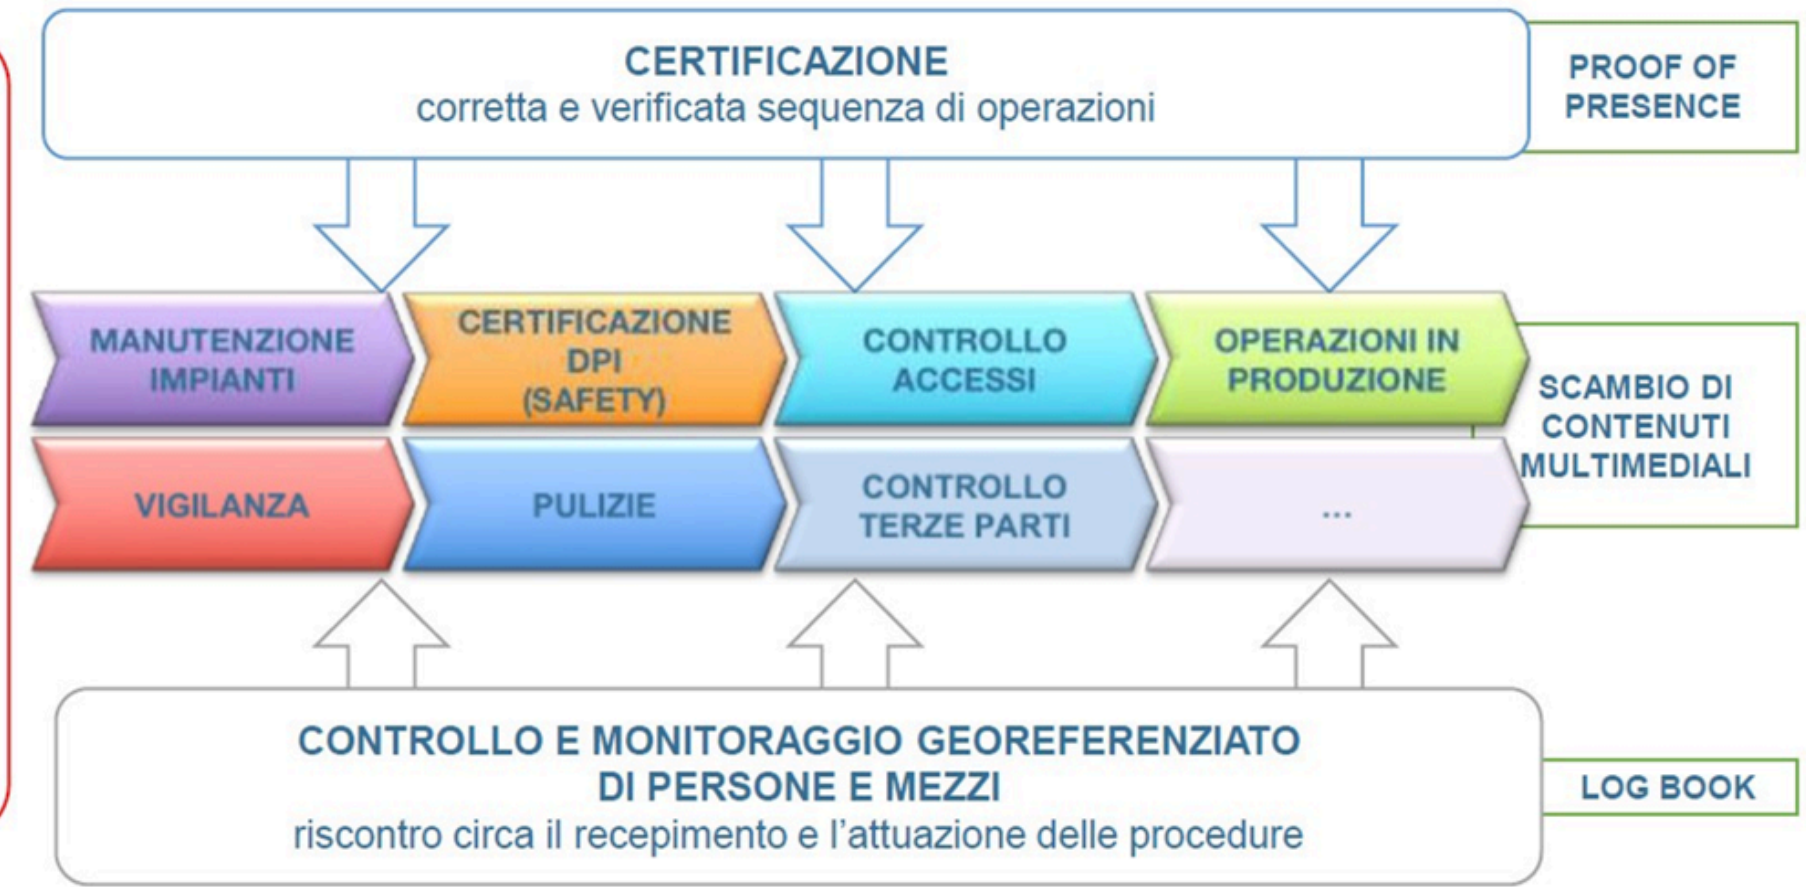 CERTIFICAZIONE
corretta e verificata sequenza di operazioni
PROOF OF
PRESENCE
MANUTENZIONE
IMPIANTI
CERTIFICAZIONE
DPI
(SAFETY)
CONTROLLO
ACCESSI
OPERAZIONI IN
PRODUZIONE
SCAMBIO DI
CONTENUTI
MULTIMEDIALI
VIGILANZA
PULIZIE
CONTROLLO
TERZE PARTI
...
CONTROLLO E MONITORAGGIO GEOREFERENZIATO
DI PERSONE E MEZZI
riscontro circa il recepimento e l'attuazione delle procedure
LOG BOOK